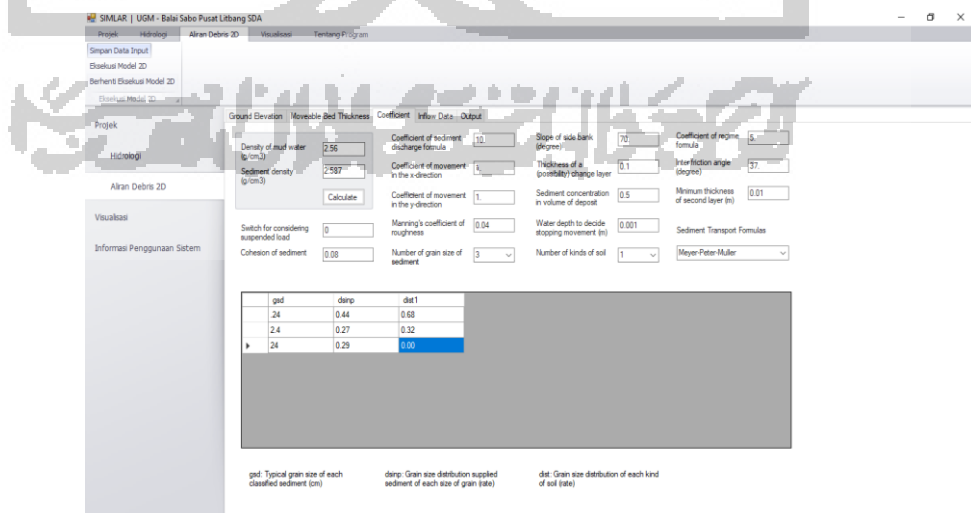 SIMLAR | UGM - Balai Sabo Pusat Litbang SDA
Projek Hidrologi Aliran Debris 2D Visualisasi Tentang Program
Simpan Data Input
Eksekusi Model 2D
Berhenti Eksekusi Model 2D
Eksekusi Model 2D
Projek
Hidrologi
Aliran Debris 2D
Visualisasi
Informasi Penggunaan Sistem
Ground Elevation Moveable Bed Thickness Coefficient Inflow Data Output
Density of mud water
(g/cm3)
2.56
Sediment density
(g/cm3)
2.587
Calculate
Switch for considering
suspended load
0
Cohesion of sediment
0.08
Coefficient of sediment
discharge formula
10.
Coefficient of movement
in the x-direction
Coefficient of movement
in the y-direction
1.
Manning's coefficient of
roughness
0.04
Number of grain size of
sediment
3
Slope of side bank
(degree)
70.
Thickness of a
(possibility) change layer
0.1
Sediment concentration
in volume of deposit
0.5
Water depth to decide
stopping movement (m)
0.001
Number of kinds of soil
1
Coefficient of regime
formula
5.
Inter friction angle
(degree)
37.
Minimum thickness
of second layer (m)
0.01
Sediment Transport Formulas
Meyer-Peter-Muller
gsd dsinp dist1
.24 0.44 0.68
2.4 0.27 0.32
24 0.29 0.00
gsd: Typical grain size of each
classified sediment (cm)
dsinp: Grain size distribution supplied
sediment of each size of grain (rate)
dist: Grain size distribution of each kind
of soil (rate)